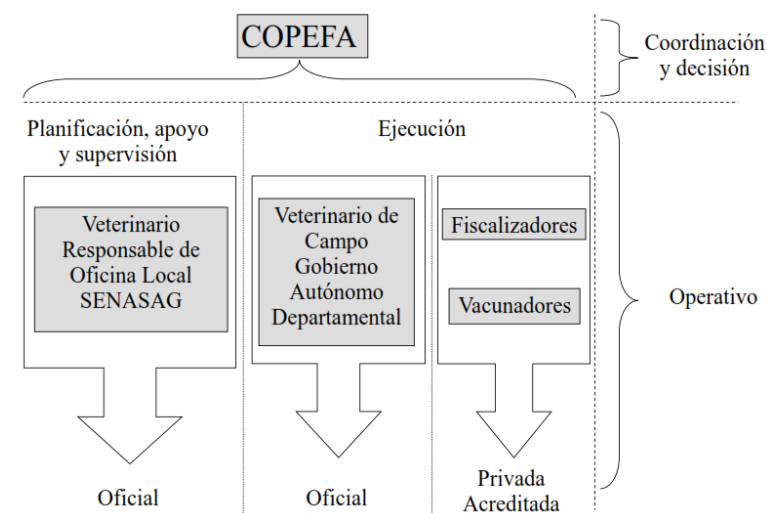 COPEFA
Coordinación
y decisión
Planificación, apoyo
y supervisión
Ejecución
Veterinario
Responsable de
Oficina Local
SENASAG
Veterinario de
Campo
Gobierno
Autónomo
Departamental
Fiscalizadores
Vacunadores
Operativo
Oficial
Oficial
Privada
Acreditada